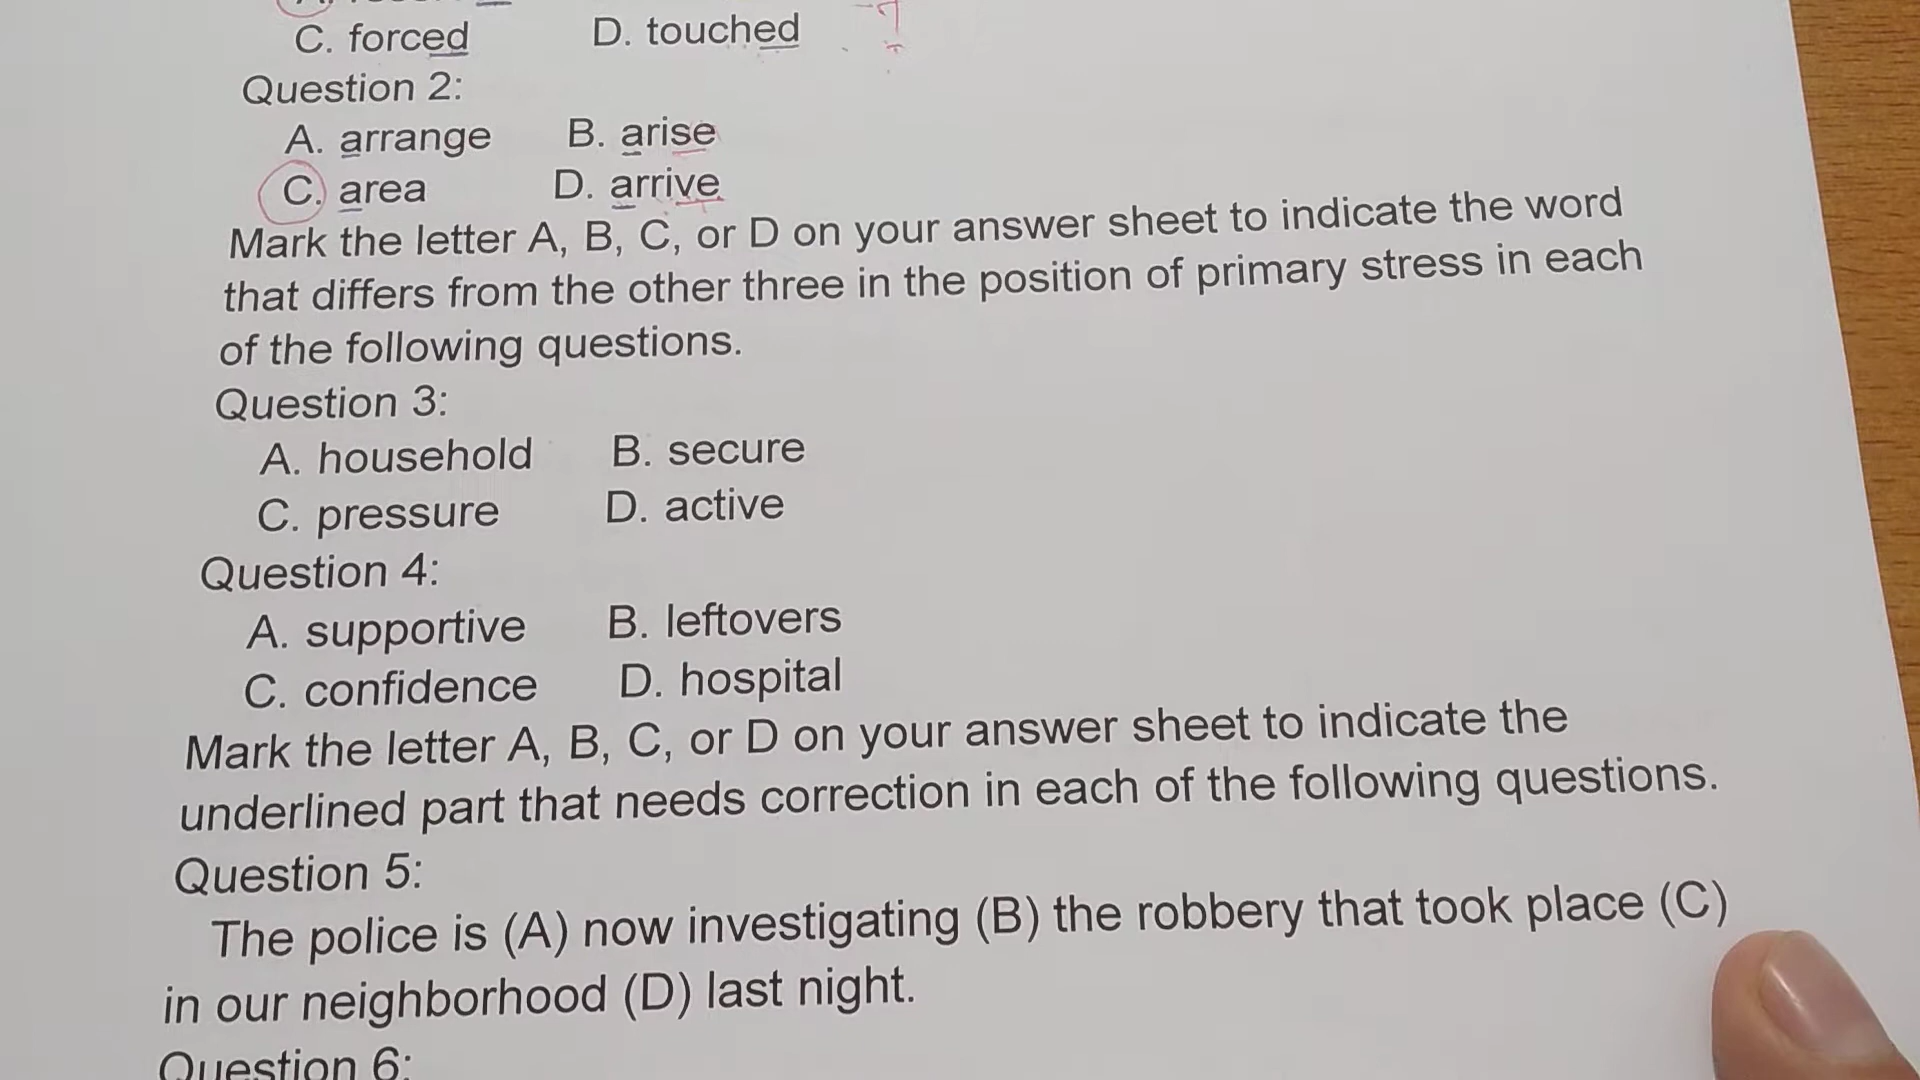 C. forced D. touched
Question 2:
A. arrange B. arise
C. area D. arrive
Mark the letter A, B, C, or D on your answer sheet to indicate the word
that differs from the other three in the position of primary stress in each
of the following questions.
Question 3:
A. household B. secure
C. pressure D. active
Question 4:
A. supportive B. leftovers
C. confidence D. hospital
Mark the letter A, B, C, or D on your answer sheet to indicate the
underlined part that needs correction in each of the following questions.
Question 5:
The police is (A) now investigating (B) the robbery that took place (C)
in our neighborhood (D) last night.
Question 6: